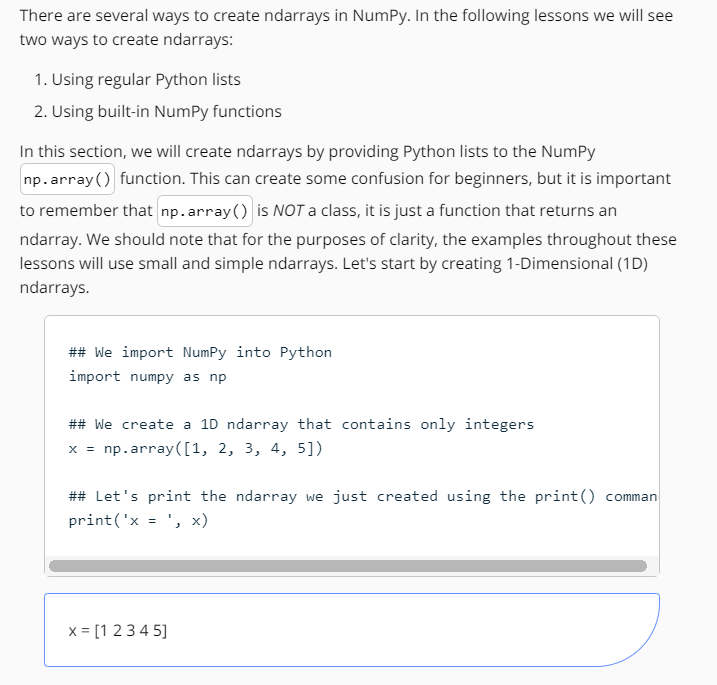 There are several ways to create ndarrays in NumPy. In the following lessons we will see
two ways to create ndarrays:
1. Using regular Python lists
2. Using built-in NumPy functions
In this section, we will create ndarrays by providing Python lists to the NumPy
np.array() function. This can create some confusion for beginners, but it is important
to remember that np.array() is NOT a class, it is just a function that returns an
ndarray. We should note that for the purposes of clarity, the examples throughout these
lessons will use small and simple ndarrays. Let's start by creating 1-Dimensional (1D)
ndarrays.
## We import NumPy into Python
import numpy as np
## We create a 1D ndarray that contains only integers
x = np.array([1, 2, 3, 4, 5])
## Let's print the ndarray we just created using the print() comman
print('x = ', x)
x = [1 2 3 4 5]